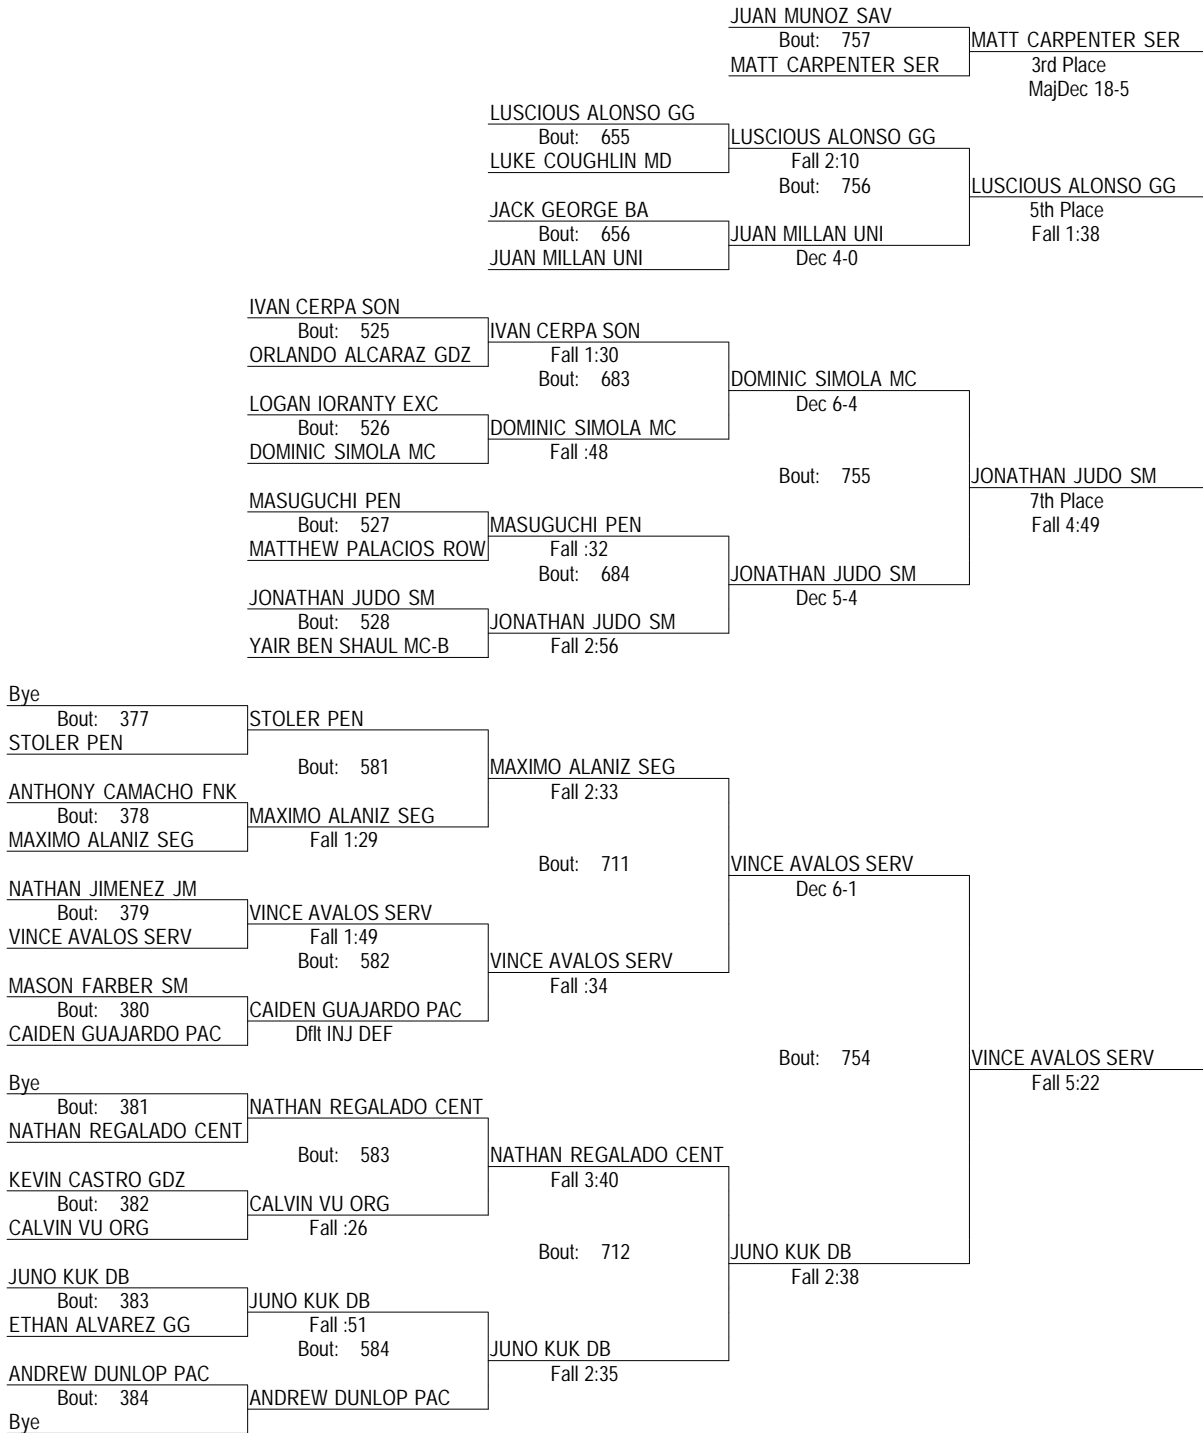 JUAN MUNOZ SAV
Bout: 757
MATT CARPENTER SER
MATT CARPENTER SER
3rd Place
MajDec 18-5
LUSCIOUS ALONSO GG
Bout: 655
LUKE COUGHLIN MD
LUSCIOUS ALONSO GG
Fall 2:10
Bout: 756
LUSCIOUS ALONSO GG
5th Place
Fall 1:38
JACK GEORGE BA
Bout: 656
JUAN MILLAN UNI
JUAN MILLAN UNI
Dec 4-0
IVAN CERPA SON
Bout: 525
ORLANDO ALCARAZ GDZ
IVAN CERPA SON
Fall 1:30
Bout: 683
DOMINIC SIMOLA MC
Dec 6-4
LOGAN IORANTY EXC
Bout: 526
DOMINIC SIMOLA MC
DOMINIC SIMOLA MC
Fall :48
Bout: 755
JONATHAN JUDO SM
7th Place
Fall 4:49
MASUGUCHI PEN
Bout: 527
MATTHEW PALACIOS ROW
MASUGUCHI PEN
Fall :32
Bout: 684
JONATHAN JUDO SM
Dec 5-4
JONATHAN JUDO SM
Bout: 528
YAIR BEN SHAUL MC-B
JONATHAN JUDO SM
Fall 2:56
Bye
Bout: 377
STOLER PEN
STOLER PEN
Bout: 581
MAXIMO ALANIZ SEG
Fall 2:33
ANTHONY CAMACHO FNK
Bout: 378
MAXIMO ALANIZ SEG
MAXIMO ALANIZ SEG
Fall 1:29
Bout: 711
VINCE AVALOS SERV
Dec 6-1
NATHAN JIMENEZ JM
Bout: 379
VINCE AVALOS SERV
VINCE AVALOS SERV
Fall 1:49
Bout: 582
VINCE AVALOS SERV
Fall :34
MASON FARBER SM
Bout: 380
CAIDEN GUAJARDO PAC
CAIDEN GUAJARDO PAC
Dflt INJ DEF
Bout: 754
VINCE AVALOS SERV
Fall 5:22
Bye
Bout: 381
NATHAN REGALADO CENT
NATHAN REGALADO CENT
Bout: 583
NATHAN REGALADO CENT
Fall 3:40
KEVIN CASTRO GDZ
Bout: 382
CALVIN VU ORG
CALVIN VU ORG
Fall :26
Bout: 712
JUNO KUK DB
Fall 2:38
JUNO KUK DB
Bout: 383
ETHAN ALVAREZ GG
JUNO KUK DB
Fall :51
Bout: 584
JUNO KUK DB
Fall 2:35
ANDREW DUNLOP PAC
Bout: 384
Bye
ANDREW DUNLOP PAC